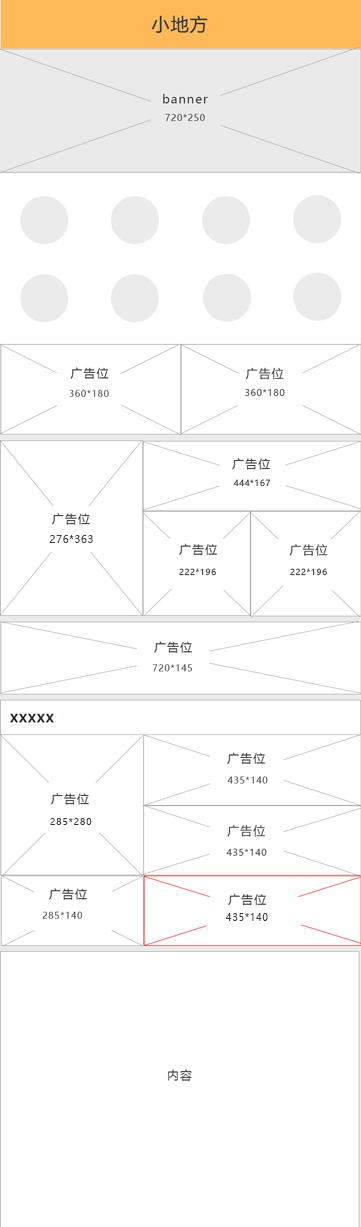 小地方
banner
720*250
广告位
360*180
广告位
360*180
广告位
276*363
广告位
444*167
广告位
222*196
广告位
222*196
广告位
720*145
XXXXX
广告位
285*280
广告位
435*140
广告位
435*140
广告位
285*140
广告位
435*140
内容